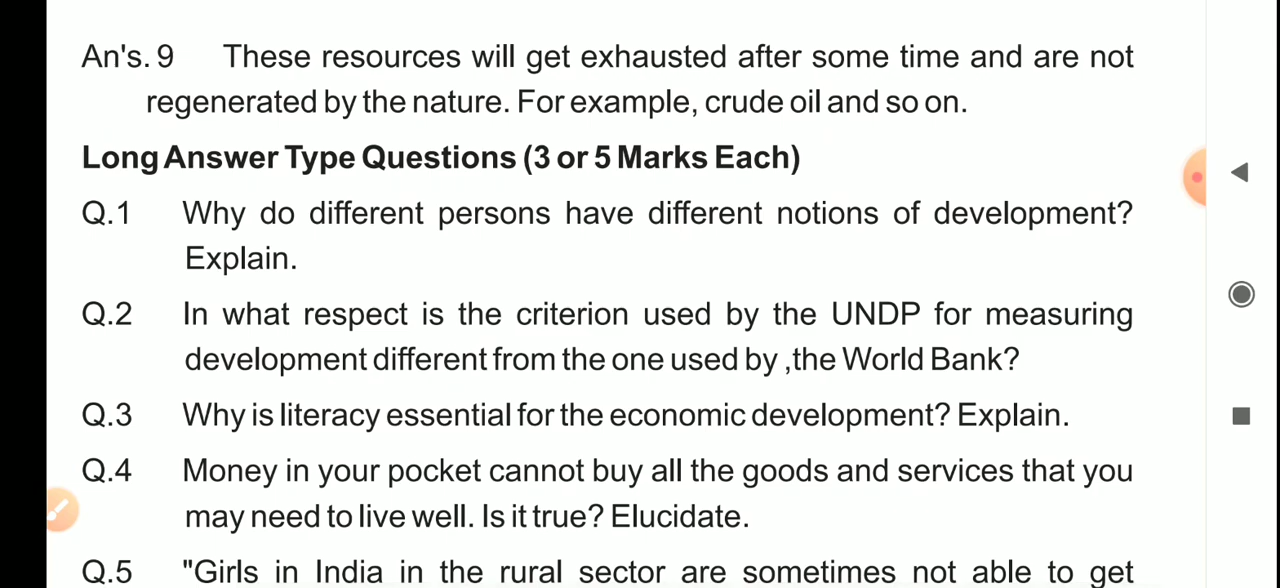 An's. 9 These resources will get exhausted after some time and are not
regenerated by the nature. For example, crude oil and so on.
Long Answer Type Questions (3 or 5 Marks Each)
Q.1 Why do different persons have different notions of development?
Explain.
Q.2 In what respect is the criterion used by the UNDP for measuring
development different from the one used by ,the World Bank?
Q.3 Why is literacy essential for the economic development? Explain.
Q.4 Money in your pocket cannot buy all the goods and services that you
may need to live well. Is it true? Elucidate.
Q.5 "Girls in India in the rural sector are sometimes not able to get